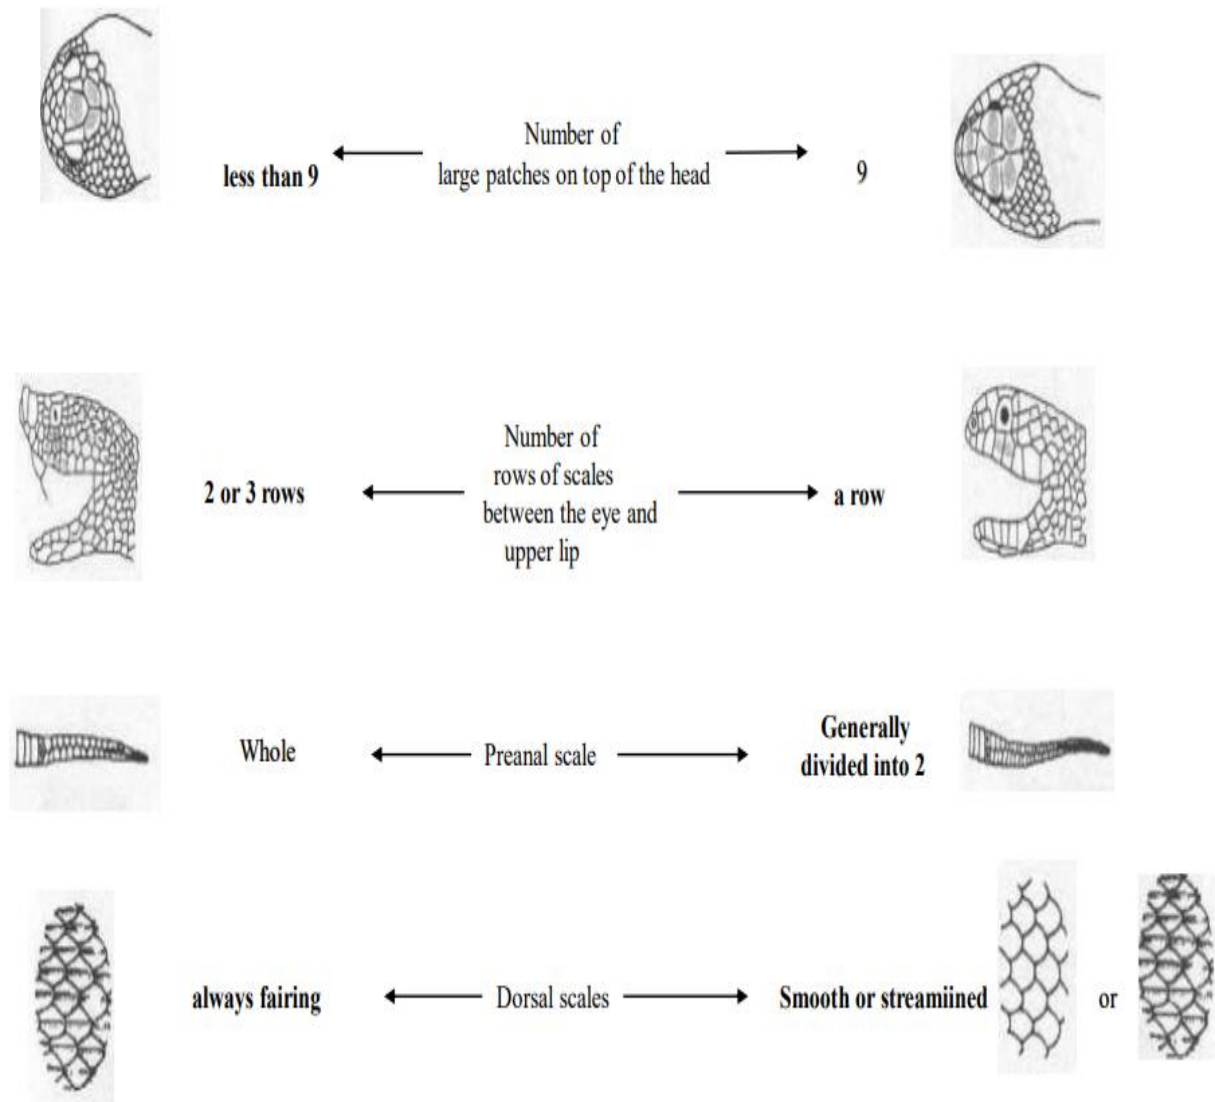 Number of
large patches on top of the head
less than 9
9
Number of
rows of scales
between the eye and
upper lip
2 or 3 rows
a row
Whole
Preanal scale
Generally
divided into 2
always fairing
Dorsal scales
Smooth or streamiined
or